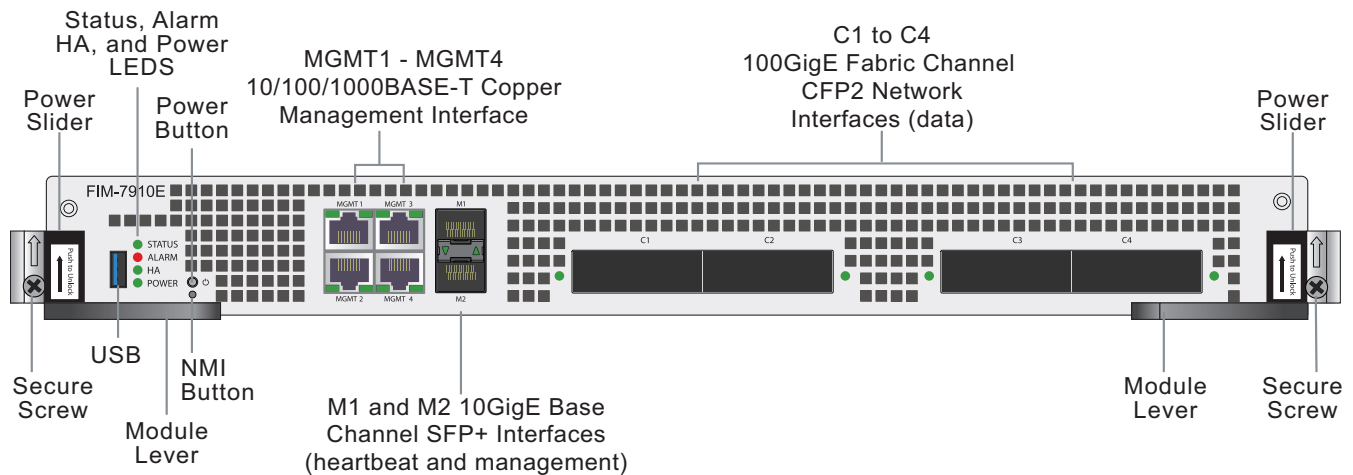 Status, Alarm
HA, and Power
LEDS
MGMT1 - MGMT4
10/100/1000BASE-T Copper
Management Interface
C1 to C4
100GigE Fabric Channel
CFP2 Network
Interfaces (data)
Power
Slider
Power
Button
Power
Slider
FIM-7910E
MGMT 1
MGMT 3
M1
C1
C2
C3
C4
Push to Unlock
STATUS
ALARM
HA
POWER
Push to Unlock
MGMT 2
MGMT 4
M2
USB
NMI
Button
Secure
Screw
Module
Lever
M1 and M2 10GigE Base
Channel SFP+ Interfaces
(heartbeat and management)
Module
Lever
Secure
Screw